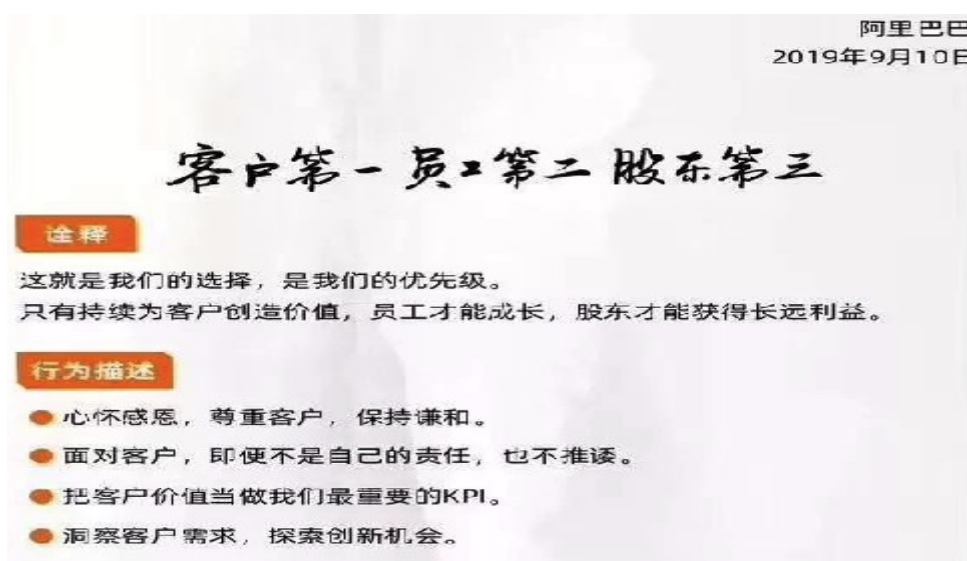 阿里巴巴
2019年9月10日
客户第一 员工第二 股东第三
诠释
这就是我们的选择，是我们的优先级。
只有持续为客户创造价值，员工才能成长，股东才能获得长远利益。
行为描述
心怀感恩，尊重客户，保持谦和。
面对客户，即便不是自己的责任，也不推诿。
把客户价值当做我们最重要的KPI。
洞察客户需求，探索创新机会。